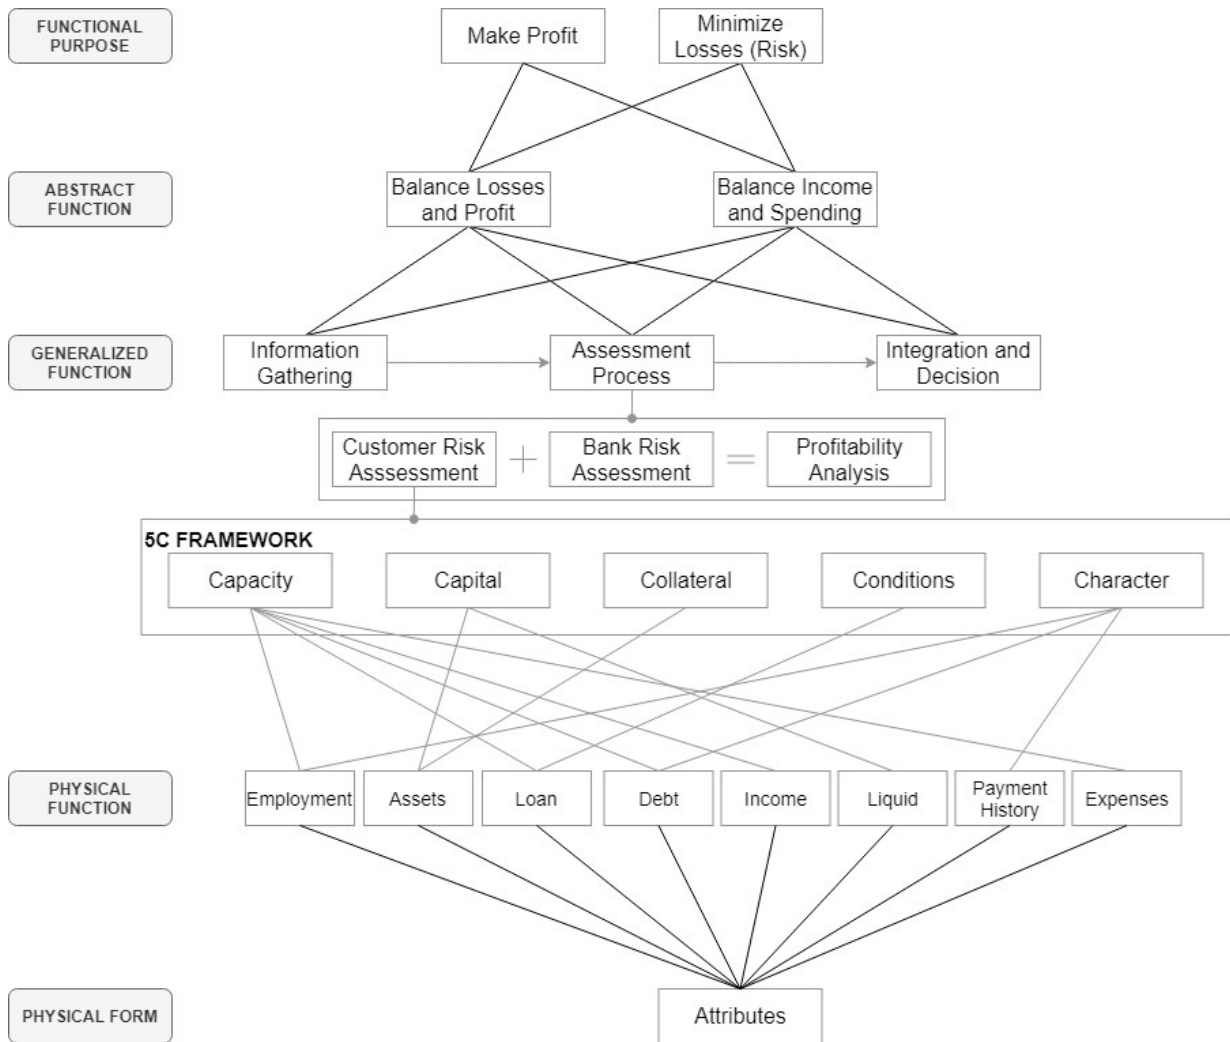 FUNCTIONAL
PURPOSE
Make Profit
Minimize
Losses (Risk)
ABSTRACT
FUNCTION
Balance Losses
and Profit
Balance Income
and Spending
GENERALIZED
FUNCTION
Information
Gathering
Assessment
Process
Integration and
Decision
Customer Risk
Asssessment
+
Bank Risk
Assessment
=
Profitability
Analysis
5C FRAMEWORK
Capacity
Capital
Collateral
Conditions
Character
PHYSICAL
FUNCTION
Employment
Assets
Loan
Debt
Income
Liquid
Payment
History
Expenses
PHYSICAL FORM
Attributes